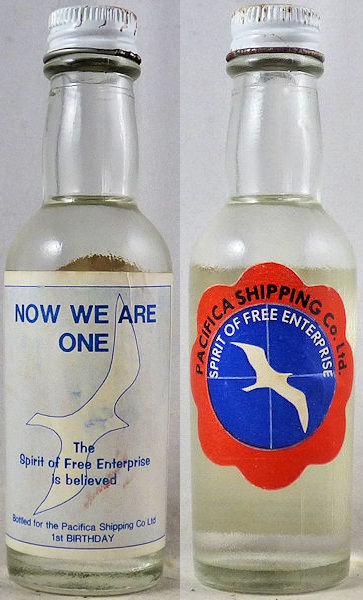 NOW WE ARE
ONE
The
Spirit of Free Enterprise
is believed
Bottled for the Pacifica Shipping Co Ltd
1st BIRTHDAY
PACIFICA SHIPPING Co. Ltd.
SPIRIT OF FREE ENTERPRISE